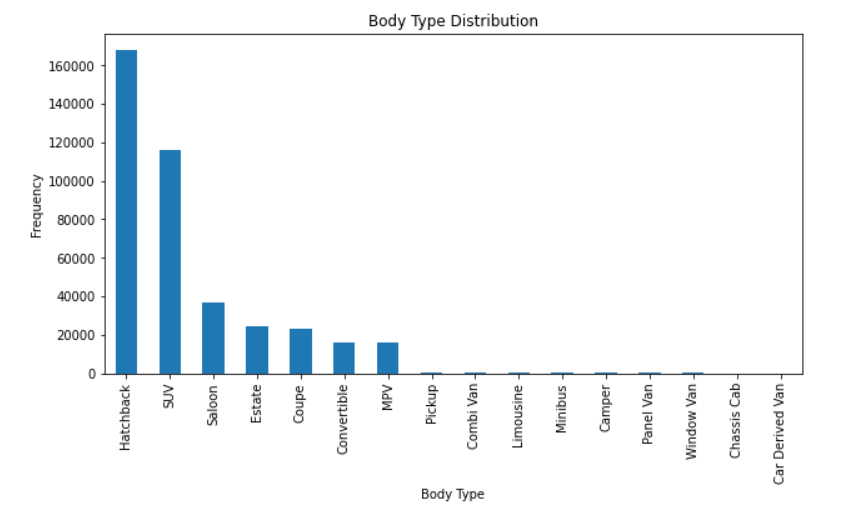 Body Type Distribution
Frequency
160000
140000
120000
100000
80000
60000
40000
20000
0
Hatchback
SUV
Saloon
Estate
Coupe
Convertible
MPV
Pickup
Combi Van
Limousine
Minibus
Camper
Panel Van
Window Van
Chassis Cab
Car Derived Van
Body Type